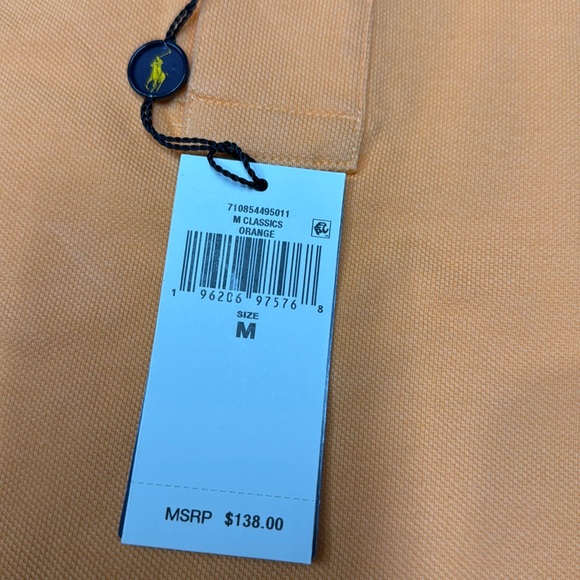 710854495011
M CLASSICS
ORANGE
1 96206 97576 8
SIZE
M
MSRP $138.00